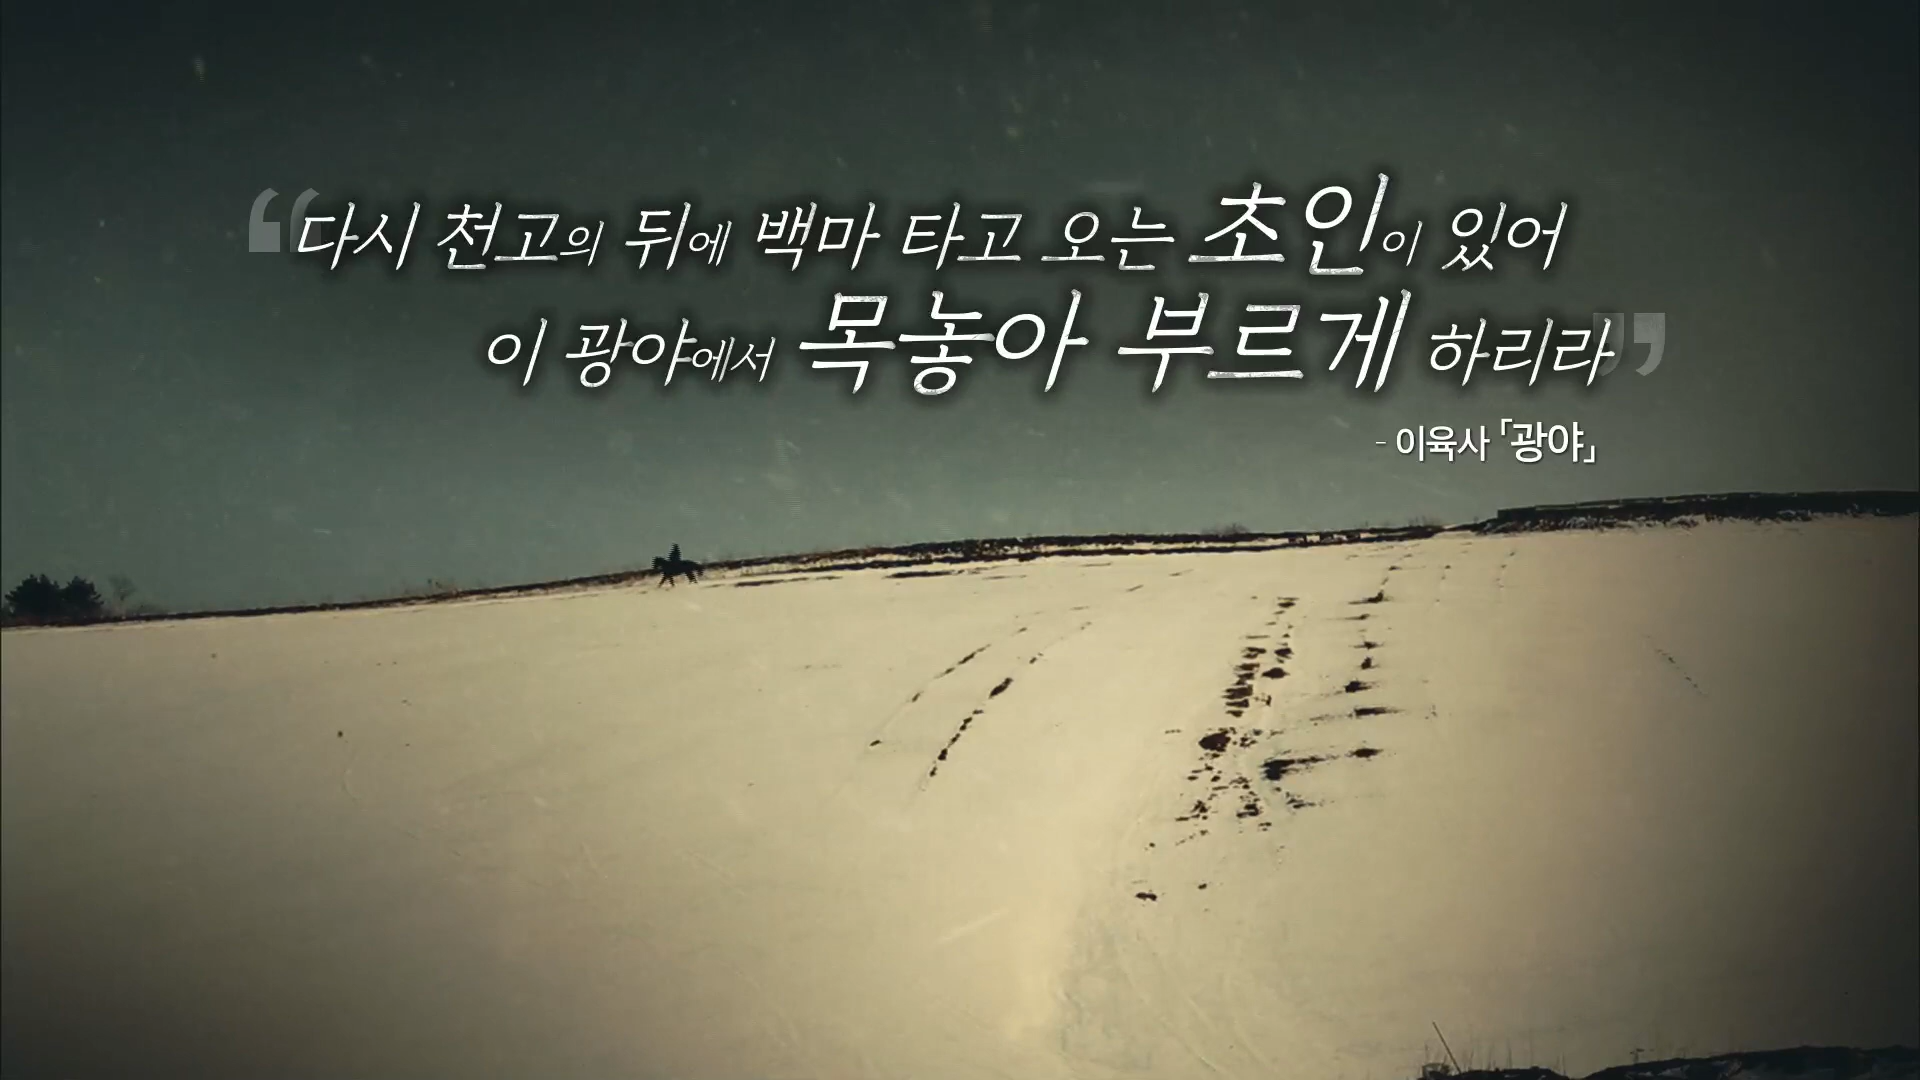 “다시 천고의 뒤에 백마 타고 오는 초인이 있어
이 광야에서 목놓아 부르게 하리라”
- 이육사 「광야」